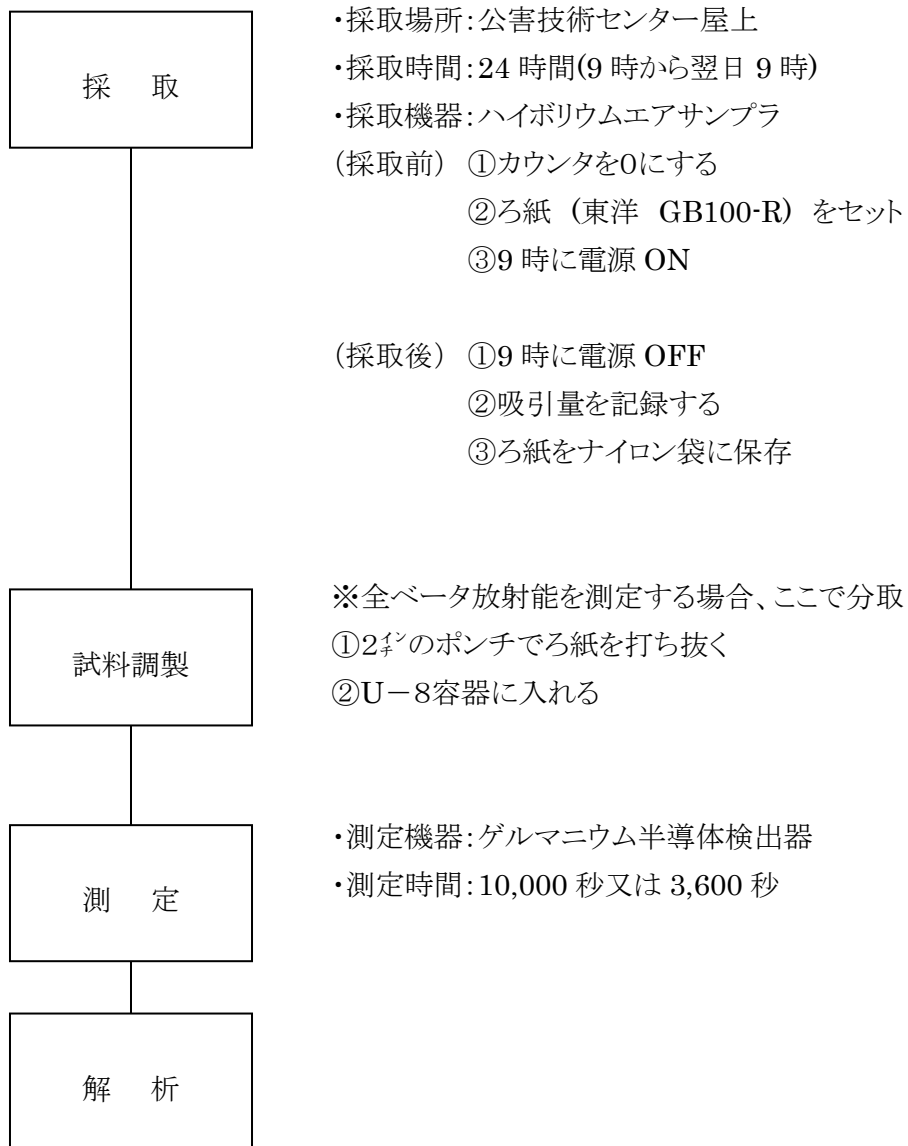 採　取
・採取場所：公害技術センター屋上
・採取時間：24 時間(9 時から翌日 9 時)
・採取機器：ハイボリウムエアサンプラ
（採取前）　①カウンタを０にする
②ろ紙　(東洋　GB100-R)　をセット
③9 時に電源 ON
（採取後）　①9 時に電源 OFF
②吸引量を記録する
③ろ紙をナイロン袋に保存
試料調製
※全ベータ放射能を測定する場合、ここで分取
①2インチのポンチでろ紙を打ち抜く
②U－８容器に入れる
測　定
・測定機器：ゲルマニウム半導体検出器
・測定時間：10,000 秒又は 3,600 秒
解　析